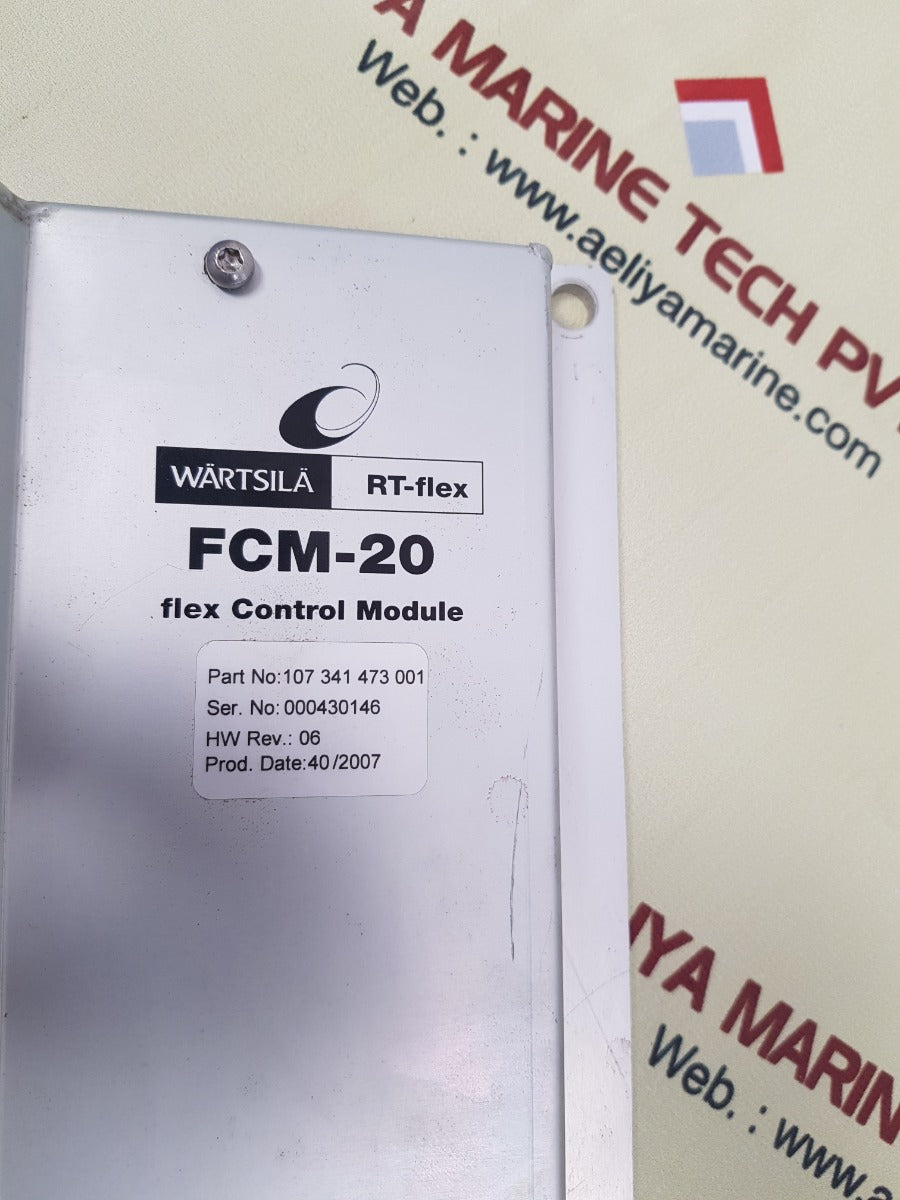 A MARINE TECH PV
Web. : www.aeliyamarine.com
WÄRTSILÄ RT-flex
FCM-20
flex Control Module
Part No:107 341 473 001
Ser. No: 000430146
HW Rev.: 06
Prod. Date:40/2007
IYA MARIN
Web. : www.a